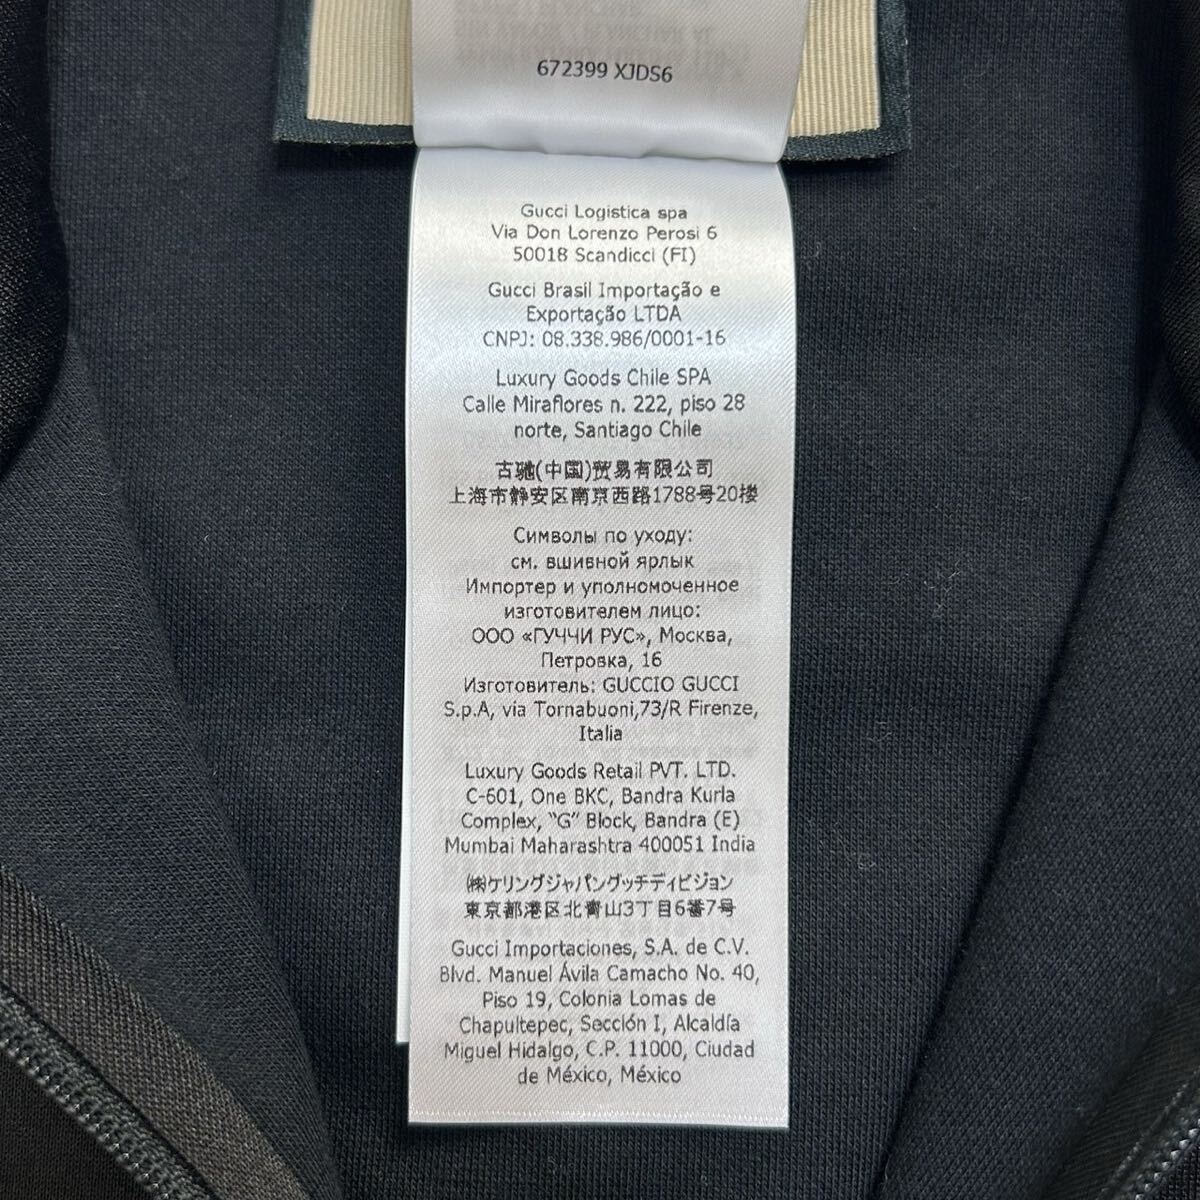 672399 XJDS6
Gucci Logistica spa
Via Don Lorenzo Perosi 6
50018 Scandicci (FI)
Gucci Brasil Importação e
Exportação LTDA
CNPJ: 08.338.986/0001-16
Luxury Goods Chile SPA
Calle Miraflores n. 222, piso 28
norte, Santiago Chile
古驰(中国)贸易有限公司
上海市静安区南京西路1788号20楼
Символы по уходу:
см. вшивной ярлык
Импортер и уполномоченное
изготовителем лицо:
ООО «ГУЧЧИ РУС», Москва,
Петровка, 16
Изготовитель: GUCCIO GUCCI
S.p.A, via Tornabuoni,73/R Firenze,
Italia
Luxury Goods Retail PVT. LTD.
C-601, One BKC, Bandra Kurla
Complex, "G" Block, Bandra (E)
Mumbai Maharashtra 400051 India
㈱ケリングジャパングッチディビジョン
東京都港区北青山3丁目6番7号
Gucci Importaciones, S.A. de C.V.
Blvd. Manuel Ávila Camacho No. 40,
Piso 19, Colonia Lomas de
Chapultepec, Sección I, Alcaldía
Miguel Hidalgo, C.P. 11000, Ciudad
de México, México